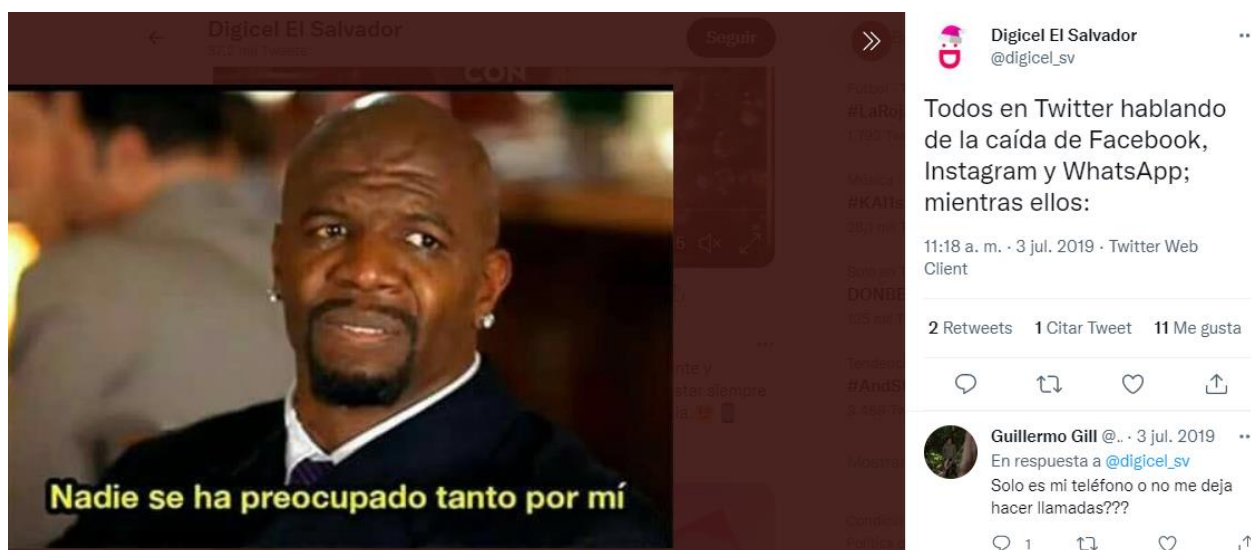 Digicel El Salvador
Seguir
CON
Nadie se ha preocupado tanto por mí
Digicel El Salvador
@digicel_sv
Todos en Twitter hablando
de la caída de Facebook,
Instagram y WhatsApp;
mientras ellos:
11:18 a. m. · 3 jul. 2019 · Twitter Web
Client
2 Retweets 1 Citar Tweet 11 Me gusta
Guillermo Gill @.. · 3 jul. 2019
En respuesta a @digicel_sv
Solo es mi teléfono o no me deja
hacer llamadas???
1